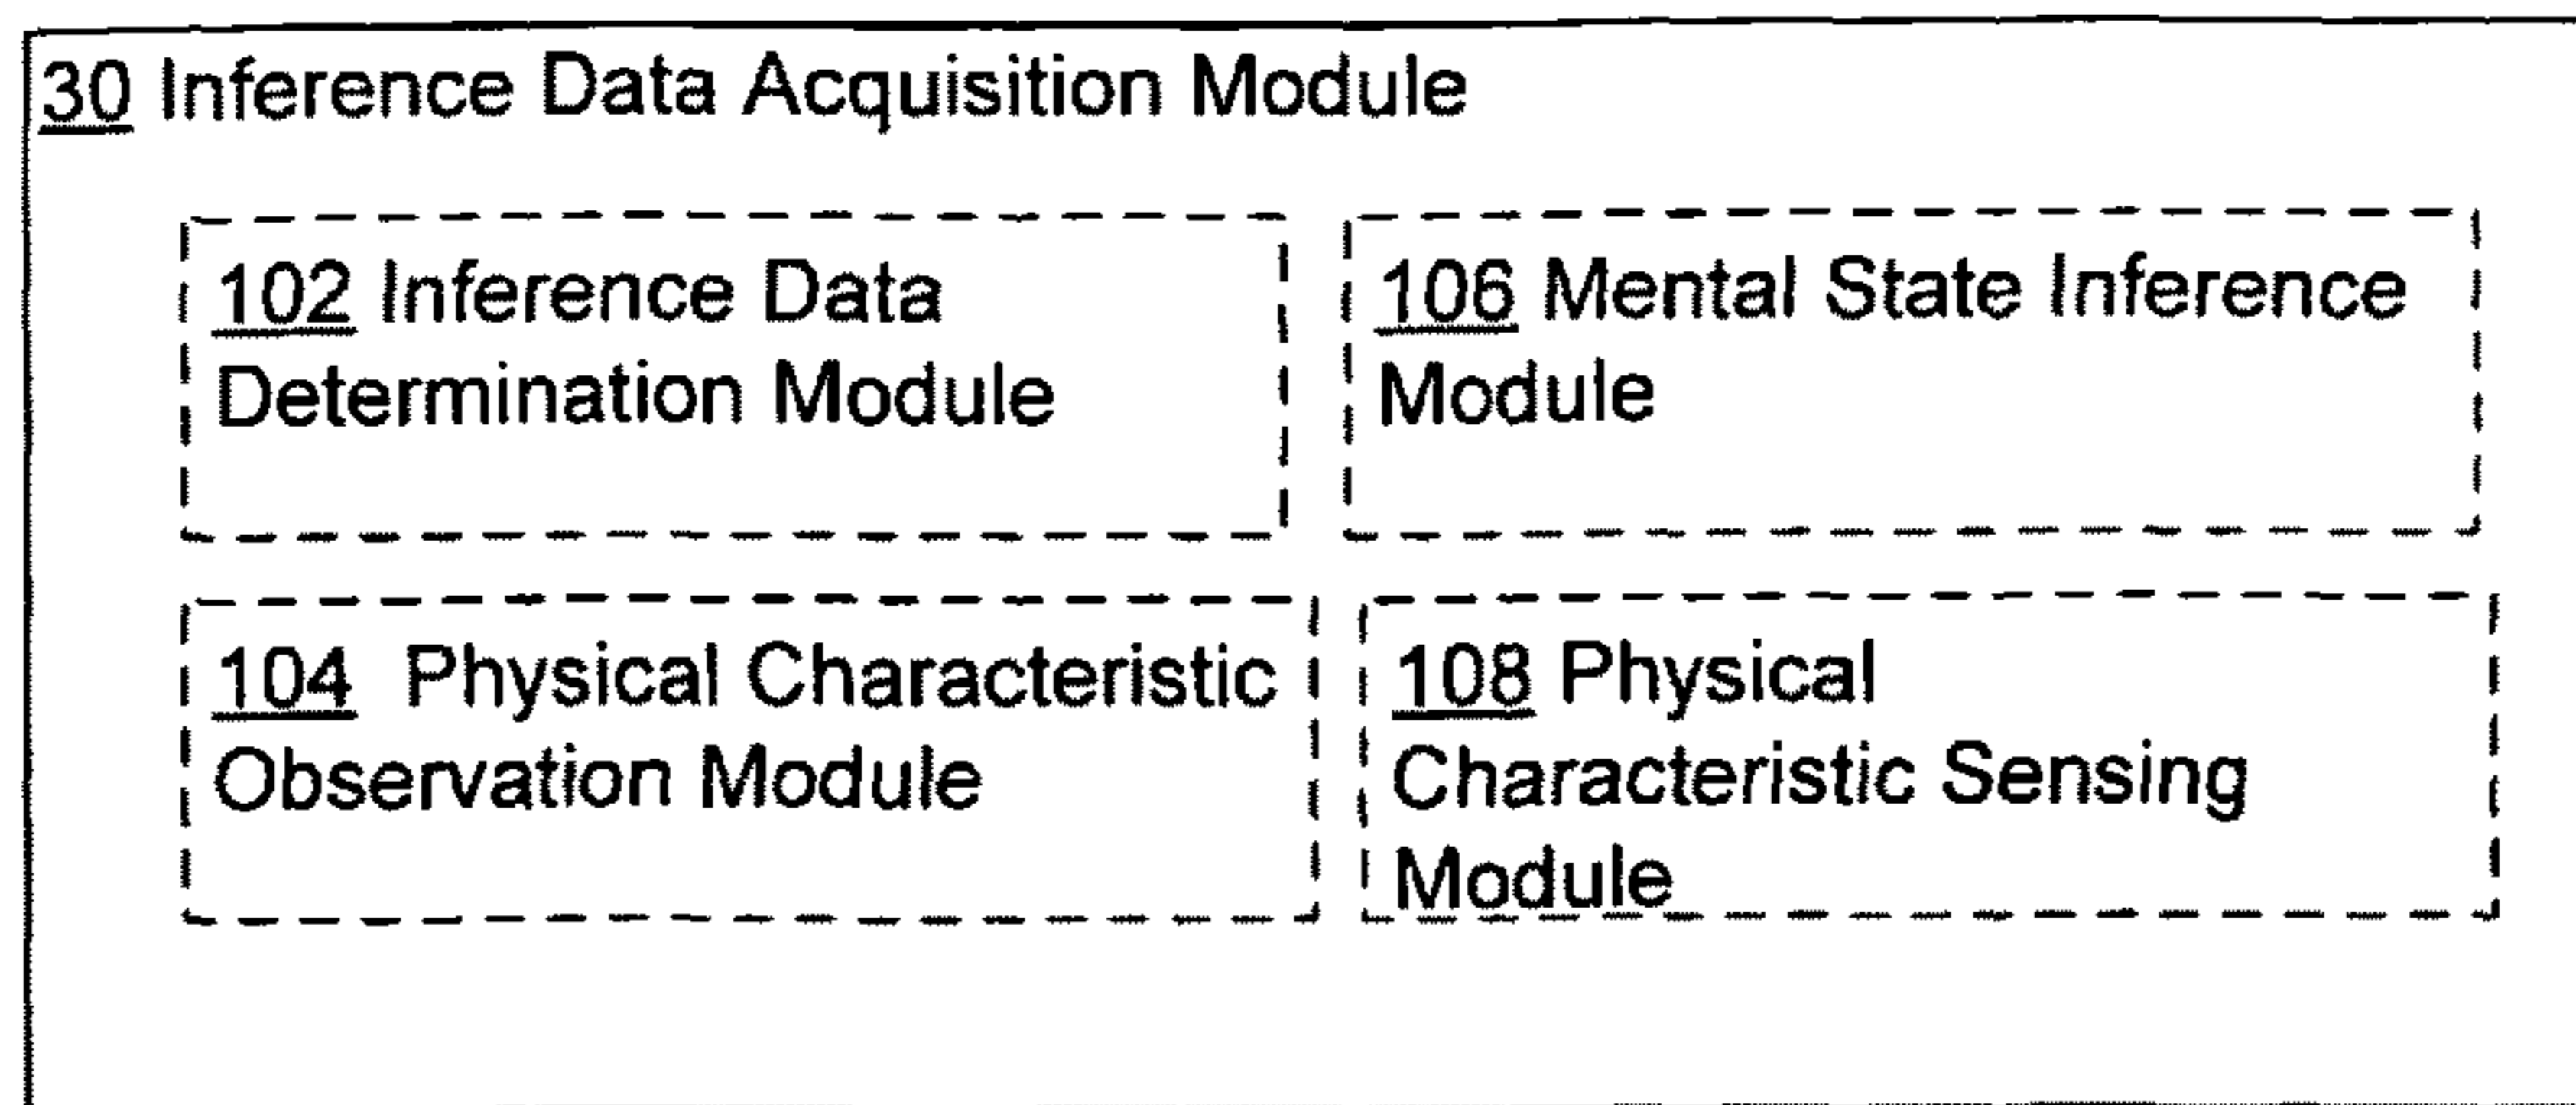 30 Inference Data Acquisition Module
102 Inference Data
Determination Module
106 Mental State Inference
Module
104 Physical Characteristic
Observation Module
108 Physical
Characteristic Sensing
Module